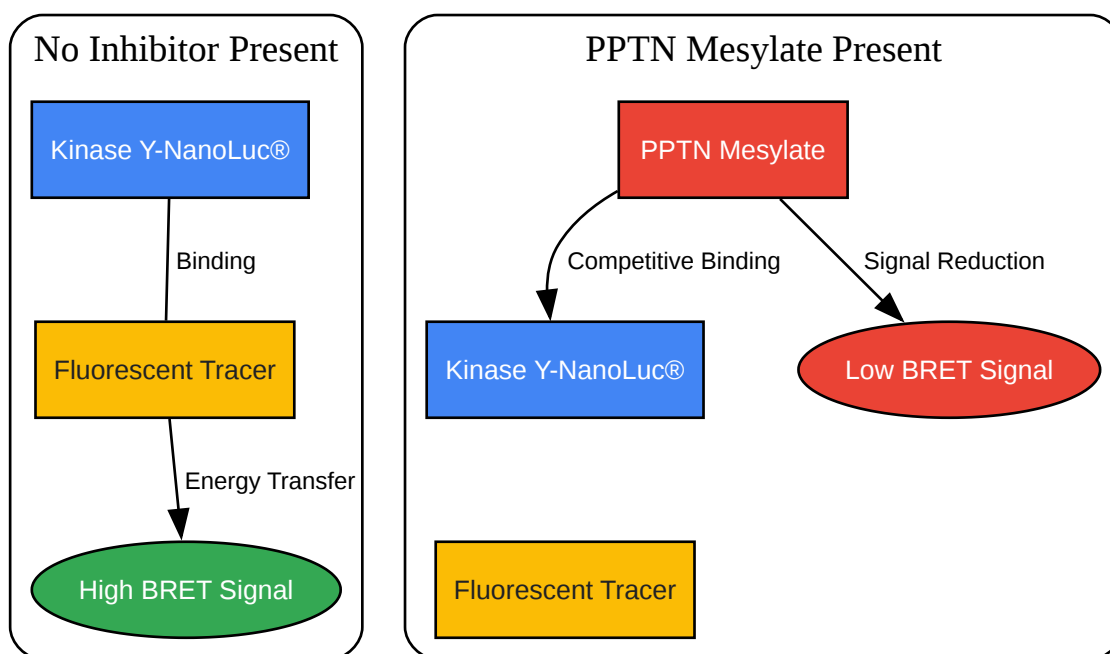 No Inhibitor Present
Kinase Y-NanoLuc®
Binding
Fluorescent Tracer
Energy Transfer
High BRET Signal
PPTN Mesylate Present
PPTN Mesylate
Competitive Binding
Signal Reduction
Kinase Y-NanoLuc®
Low BRET Signal
Fluorescent Tracer